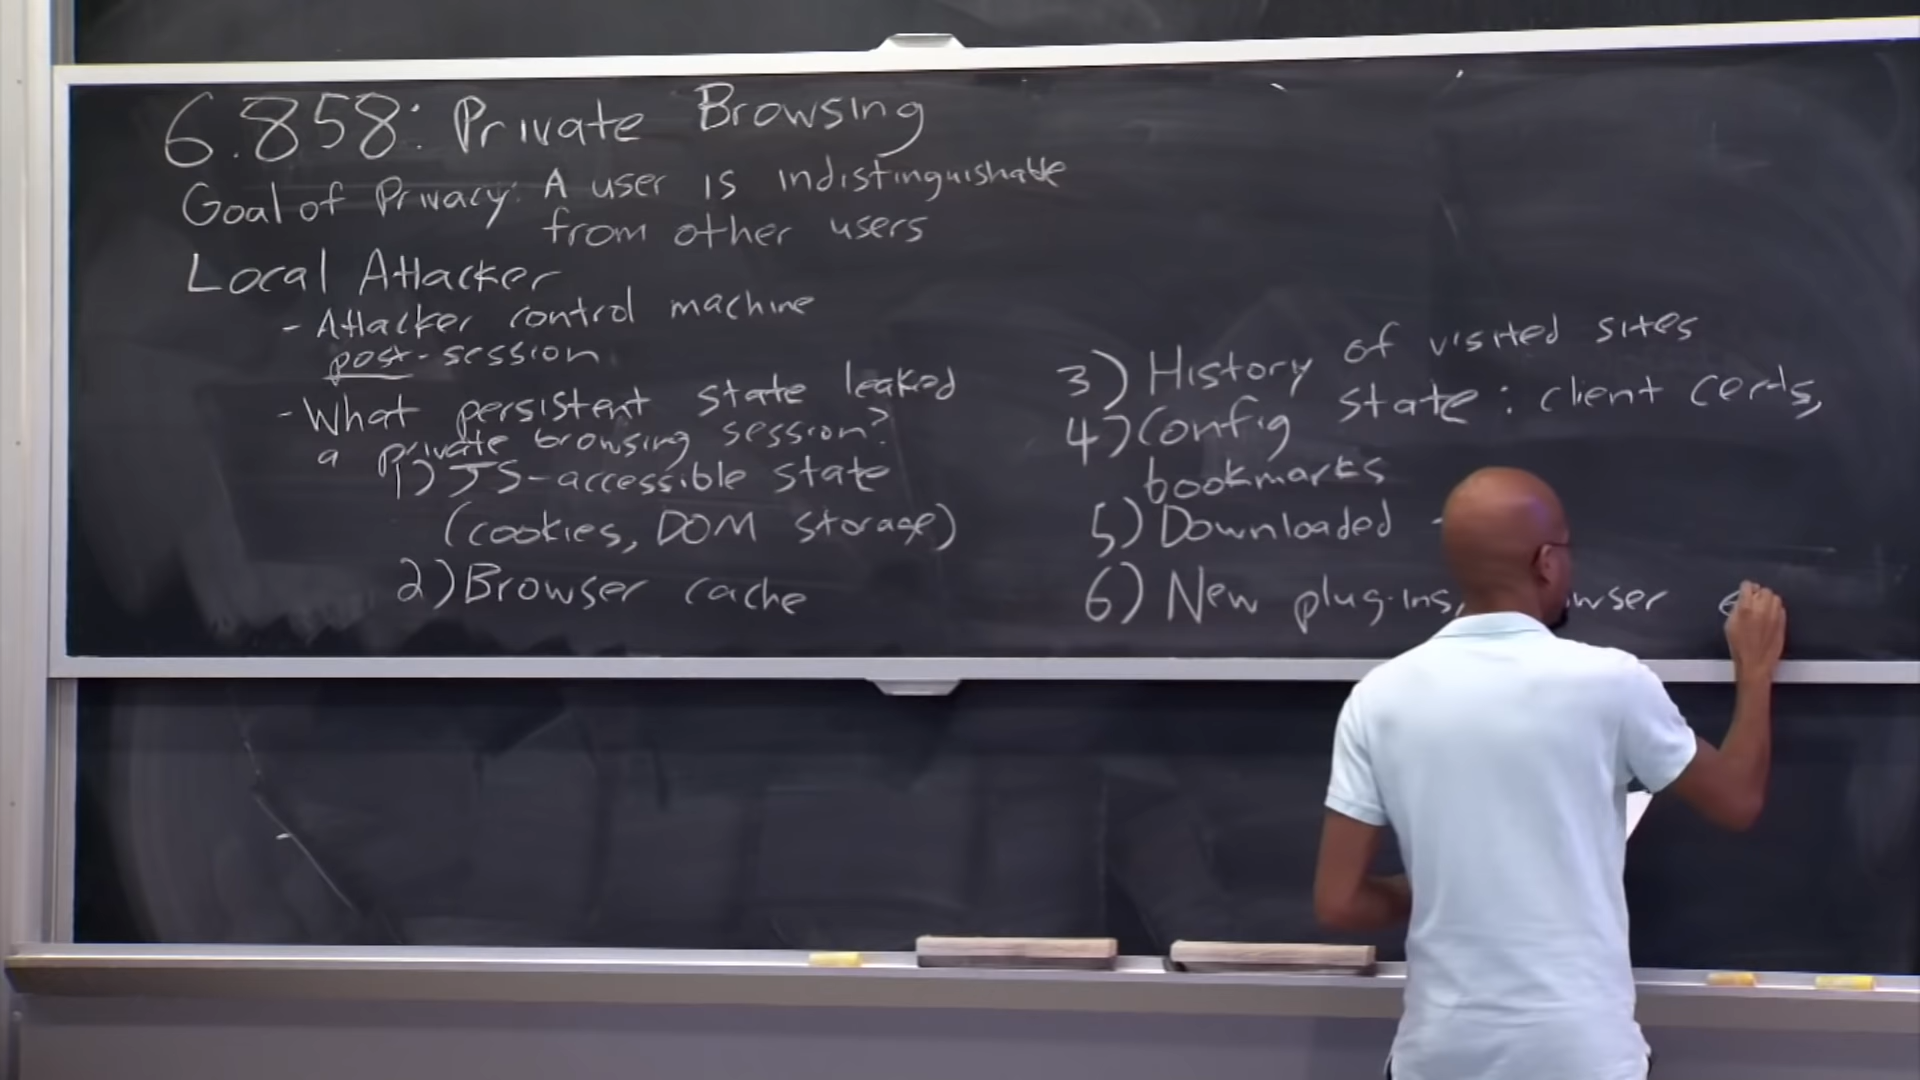 6.858: Private Browsing
Goal of Privacy: A user is indistinguishable
from other users
Local Attacker
- Attacker control machine
post-session
- What persistent state leaked
a private browsing session?
1) JS-accessible state
(cookies, DOM storage)
2) Browser cache
3) History of visited sites
4) Config state: client certs,
bookmarks
5) Downloaded
6) New plug-ins, wser